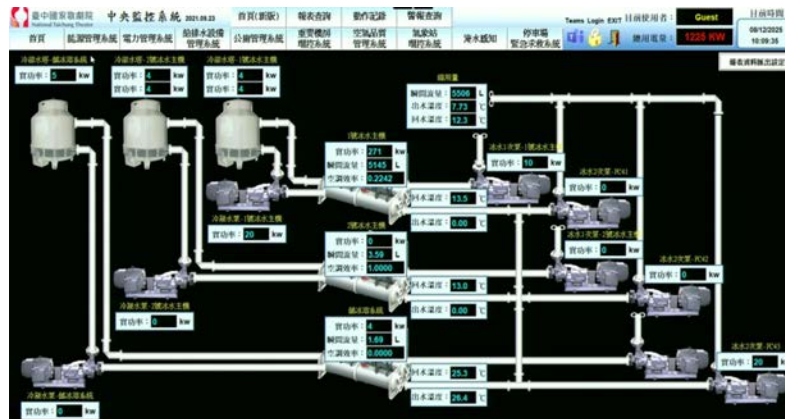 臺中國家歌劇院 中央監控系統 2021.09.23
National Taichung Theater
首頁(新版) 報表查詢 動作記錄 警報查詢
Teams Login EXIT 目前使用者： Guest 目前時間
首頁 能源管理系統 電力管理系統 給排水設備管理系統 公廁管理系統 重要機房環控系統 空氣品質管理系統 氣象站環控系統 淹水感知 停車場緊急求救系統
總用電量： 1225 KW
08/12/2025
10:09:35
冷卻水塔-儲冰溶系統
實功率： 5 kw
冷卻水塔-2號冰水主機
實功率： 4 kw
實功率： 4 kw
冷卻水塔-1號冰水主機
實功率： 4 kw
實功率： 4 kw
總用量
瞬間流量： 5506 L
出水溫度： 7.73 ℃
回水溫度： 12.3 ℃
1號冰水主機
實功率： 271 kw
瞬間流量： 5145 L
空調效率： 0.2242
回水溫度： 13.5 ℃
出水溫度： 0.00 ℃
冰水1次泵-1號冰水主機
實功率： 10 kw
冰水2次泵-PC41
實功率： 0 kw
冷卻水泵-1號冰水主機
實功率： 20 kw
2號冰水主機
實功率： 0 kw
瞬間流量： 3.59 L
空調效率： 1.0000
回水溫度： 13.0 ℃
出水溫度： 0.00 ℃
冰水1次泵-2號冰水主機
實功率： 0 kw
冰水2次泵-PC42
實功率： 0 kw
冷卻水泵-2號冰水主機
實功率： 0 kw
儲冰溶系統
實功率： 4 kw
瞬間流量： 1.69 L
空調效率： 0.0000
回水溫度： 25.3 ℃
出水溫度： 26.4 ℃
冰水2次泵-PC43
實功率： 20 kw
冷卻水泵-儲冰溶系統
實功率： 0 kw